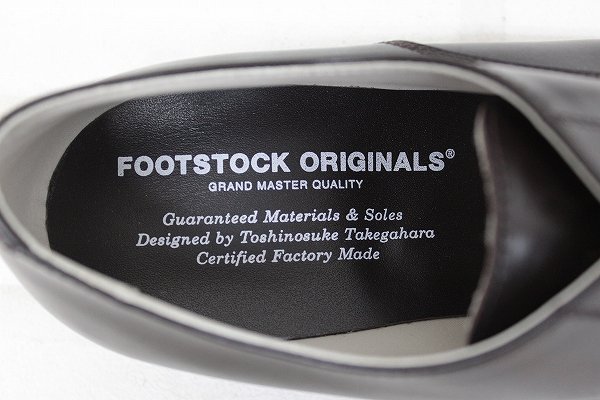 FOOTSTOCK ORIGINALS®
GRAND MASTER QUALITY
Guaranteed Materials & Soles
Designed by Toshinosuke Takegahara
Certified Factory Made